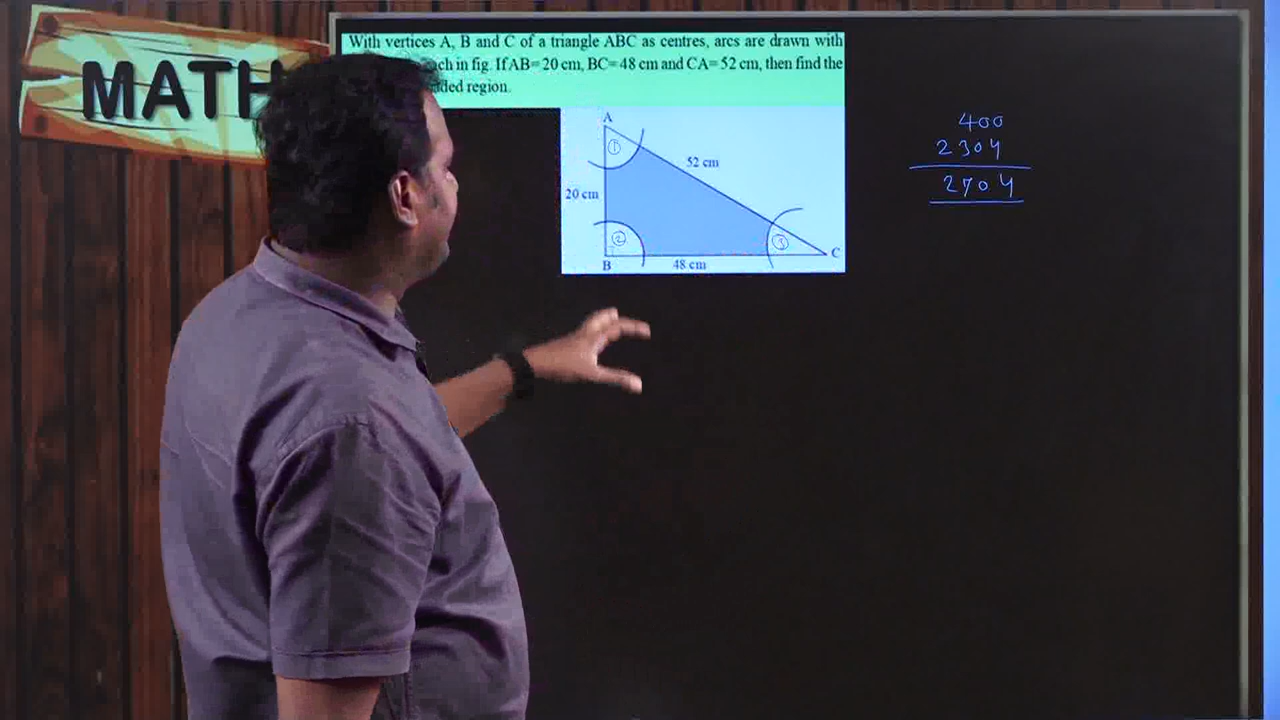 MATH
With vertices A, B and C of a triangle ABC as centres, arcs are drawn with
each in fig. If AB= 20 cm, BC= 48 cm and CA= 52 cm, then find the
region.
A
①
52 cm
20 cm
②
③
B
48 cm
C
400
2304
2704